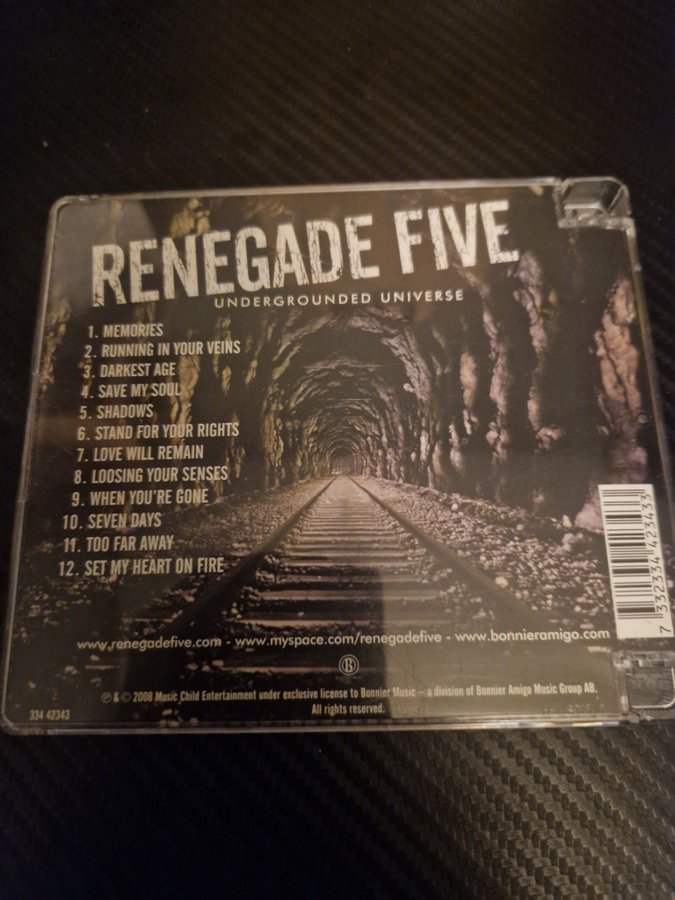 RENEGADE FIVE
UNDERGROUNDED UNIVERSE
1. MEMORIES
2. RUNNING IN YOUR VEINS
3. DARKEST AGE
4. SAVE MY SOUL
5. SHADOWS
6. STAND FOR YOUR RIGHTS
7. LOVE WILL REMAIN
8. LOOSING YOUR SENSES
9. WHEN YOU'RE GONE
10. SEVEN DAYS
11. TOO FAR AWAY
12. SET MY HEART ON FIRE
7 332334 423433
www.renegadefive.com - www.myspace.com/renegadefive - www.bonnieramigo.com
B
℗ & © 2008 Music Child Entertainment under exclusive license to Bonnier Music – a division of Bonnier Amigo Music Group AB.
All rights reserved.
334 42343